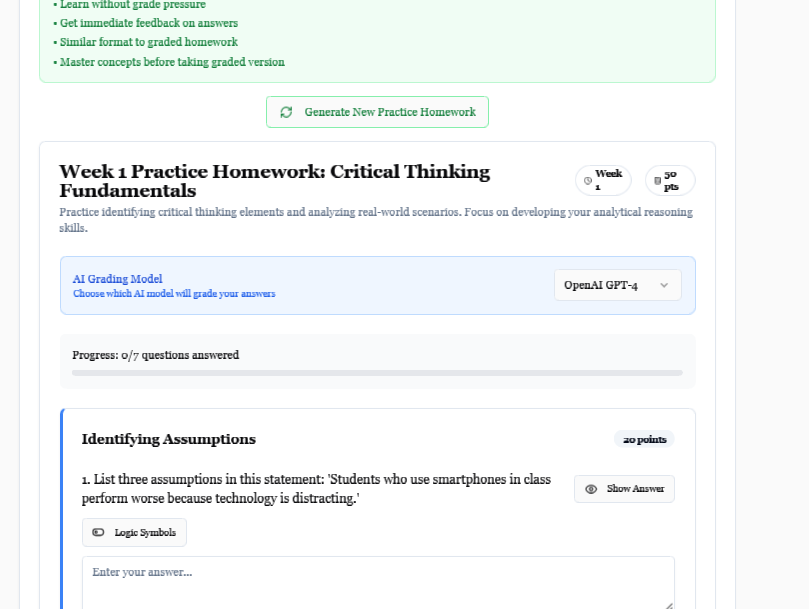 • Learn without grade pressure
• Get immediate feedback on answers
• Similar format to graded homework
• Master concepts before taking graded version
Generate New Practice Homework
Week 1 Practice Homework: Critical Thinking
Fundamentals
Week
1
50
pts
Practice identifying critical thinking elements and analyzing real-world scenarios. Focus on developing your analytical reasoning
skills.
AI Grading Model
Choose which AI model will grade your answers
OpenAI GPT-4
Progress: 0/7 questions answered
Identifying Assumptions
20 points
1. List three assumptions in this statement: 'Students who use smartphones in class
perform worse because technology is distracting.'
Show Answer
Logic Symbols
Enter your answer...